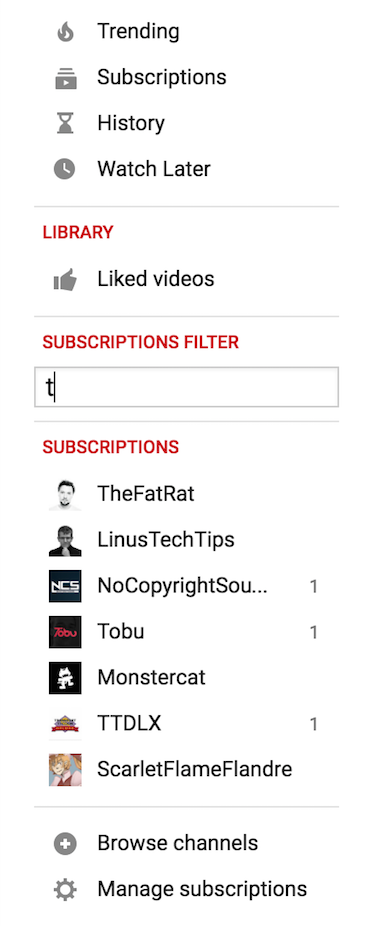 Trending
Subscriptions
History
Watch Later
LIBRARY
Liked videos
SUBSCRIPTIONS FILTER
t
SUBSCRIPTIONS
TheFatRat
LinusTechTips
NCS NoCopyrightSou... 1
Tobu Tobu 1
Monstercat
TTDLX 1
ScarletFlameFlandre
Browse channels
Manage subscriptions